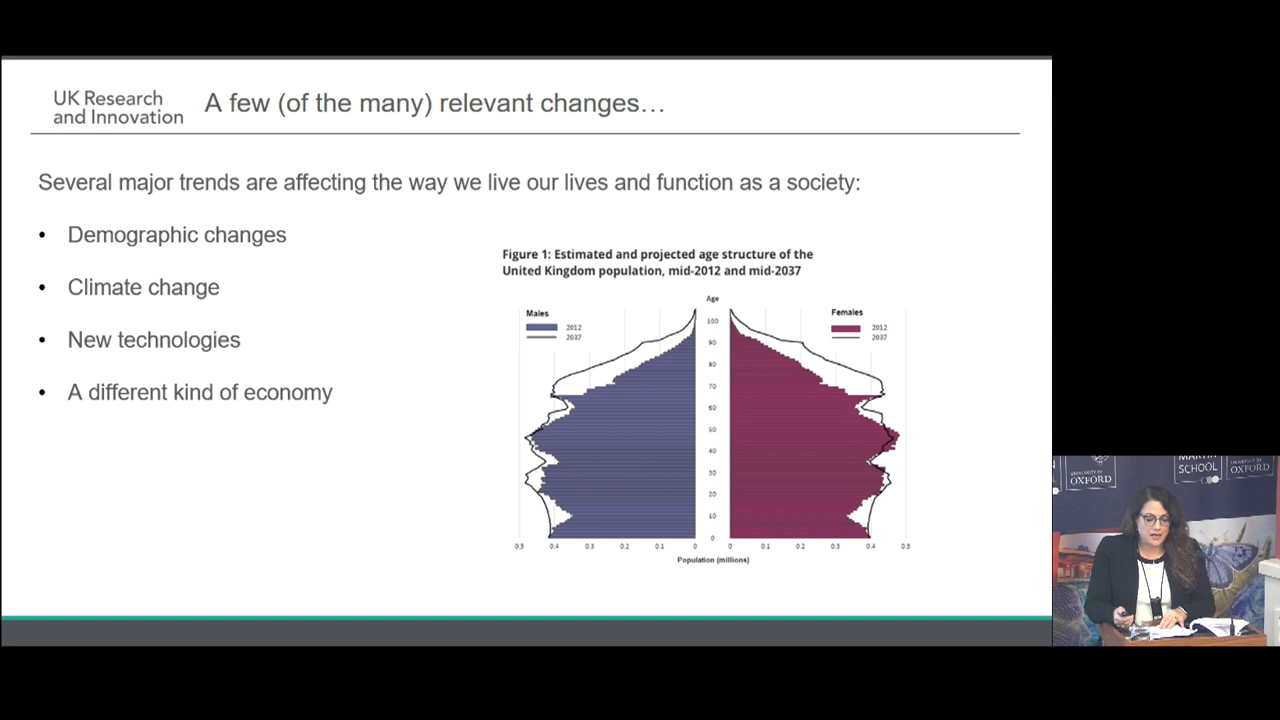 UK Research
and Innovation
A few (of the many) relevant changes…
Several major trends are affecting the way we live our lives and function as a society:
• Demographic changes
• Climate change
• New technologies
• A different kind of economy
Figure 1: Estimated and projected age structure of the
United Kingdom population, mid-2012 and mid-2037
Age
Males
2012
2037
Females
2012
2037
100
90
80
70
60
50
40
30
20
10
0
0.5 0.4 0.3 0.2 0.1 0
0 0.1 0.2 0.3 0.4 0.5
Population (millions)
UNIVERSITY OF
OXFORD
MARTIN
SCHOOL
UNIVERSITY OF
OXFORD